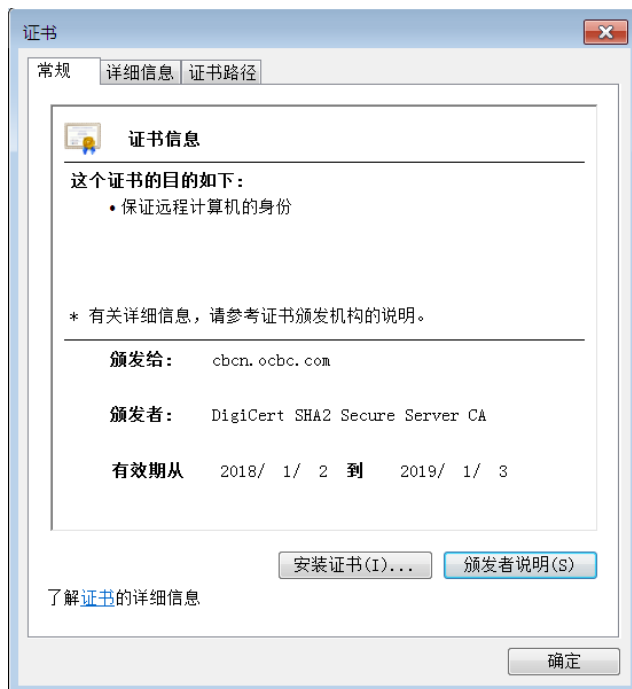 证书
常规 详细信息 证书路径
证书信息
这个证书的目的如下:
• 保证远程计算机的身份
* 有关详细信息，请参考证书颁发机构的说明。
颁发给: cbcn.ocbc.com
颁发者: DigiCert SHA2 Secure Server CA
有效期从 2018/ 1/ 2 到 2019/ 1/ 3
安装证书(I)... 颁发者说明(S)
了解证书的详细信息
确定